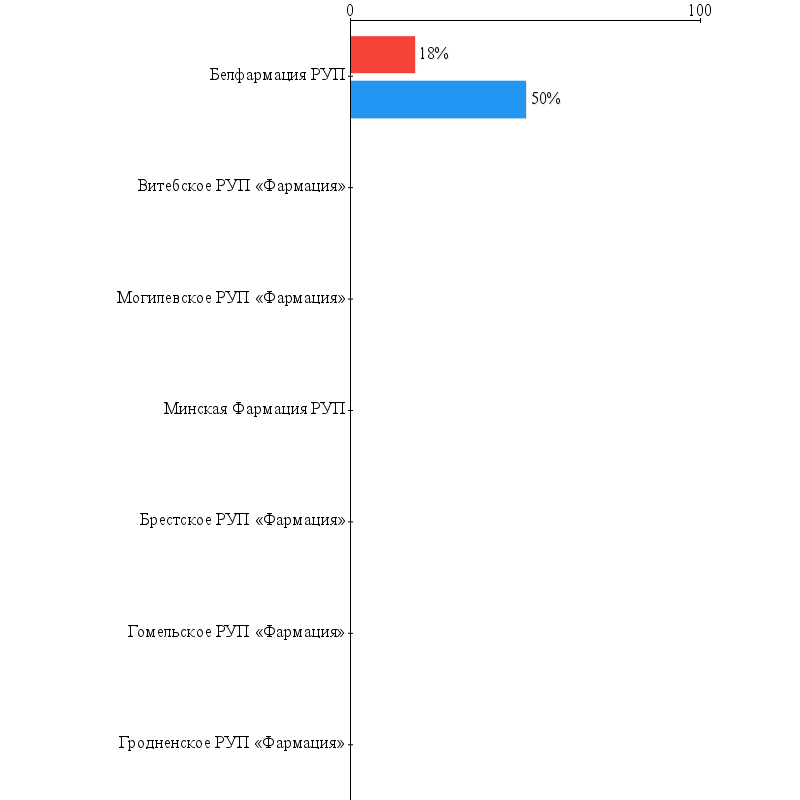 0 100
18%
Белфармация РУП
50%
Витебское РУП «Фармация»
Могилевское РУП «Фармация»
Минская Фармация РУП
Брестское РУП «Фармация»
Гомельское РУП «Фармация»
Гродненское РУП «Фармация»